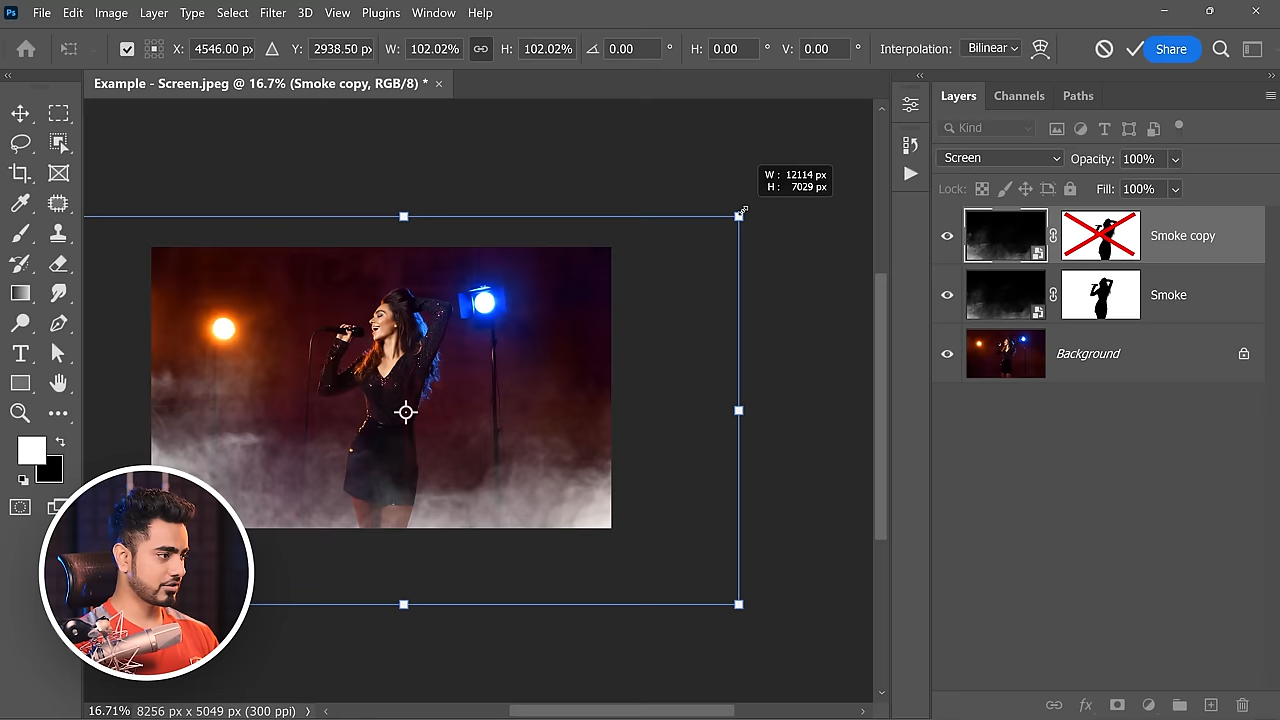 Ps File Edit Image Layer Type Select Filter 3D View Plugins Window Help
X: 4546.00 px Y: 2938.50 px W: 102.02% H: 102.02% 0.00 ° H: 0.00 ° V: 0.00 ° Interpolation: Bilinear Share
Example - Screen.jpeg @ 16.7% (Smoke copy, RGB/8) * ×
Layers Channels Paths
Kind
Screen Opacity: 100%
Lock: Fill: 100%
W : 12114 px
H : 7029 px
Smoke copy
Smoke
Background
16.71% 8256 px x 5049 px (300 ppi)